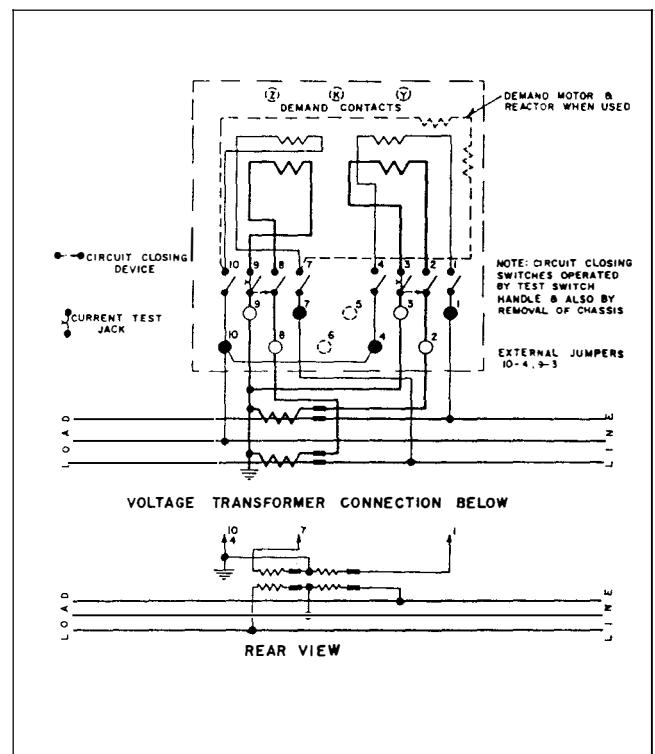 Z K Y
DEMAND CONTACTS
DEMAND MOTOR &
REACTOR WHEN USED
CIRCUIT CLOSING
DEVICE
CURRENT TEST
JACK
10 9 8 7 4 3 2 1
9 7 5 3 1
10 8 6 4 2
NOTE: CIRCUIT CLOSING
SWITCHES OPERATED
BY TEST SWITCH
HANDLE & ALSO BY
REMOVAL OF CHASSIS
EXTERNAL JUMPERS
10-4, 9-3
LOAD
LINE
VOLTAGE TRANSFORMER CONNECTION BELOW
10 7 1
4
LOAD
LINE
REAR VIEW